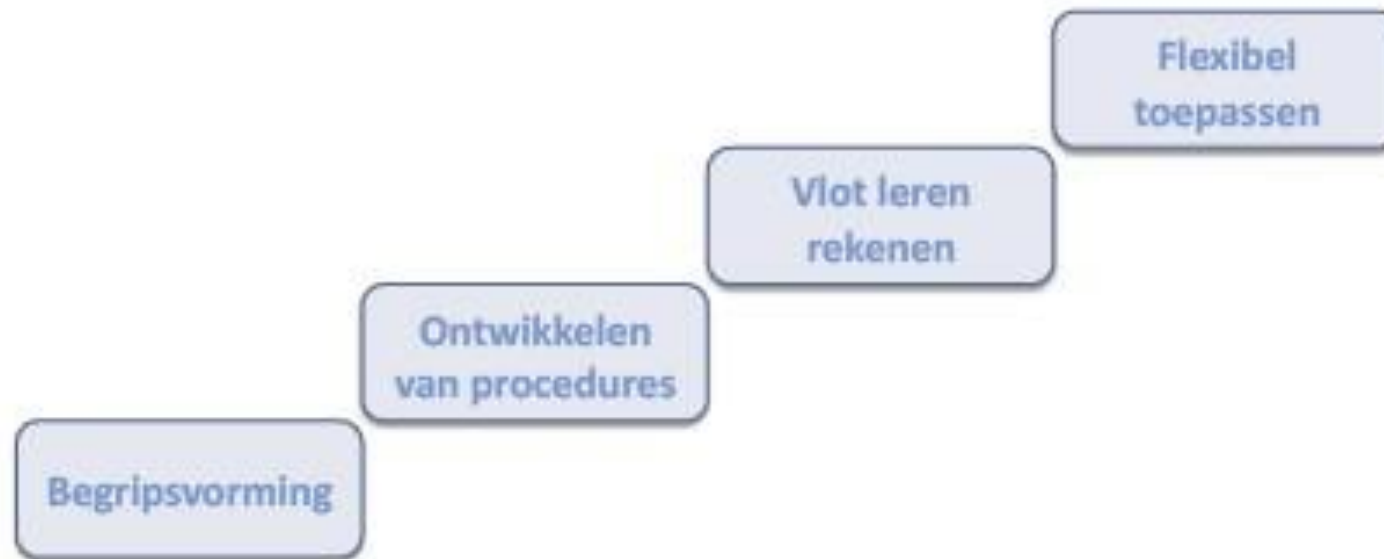 Flexibel
toepassen
Vlot leren
rekenen
Ontwikkelen
van procedures
Begripsvorming